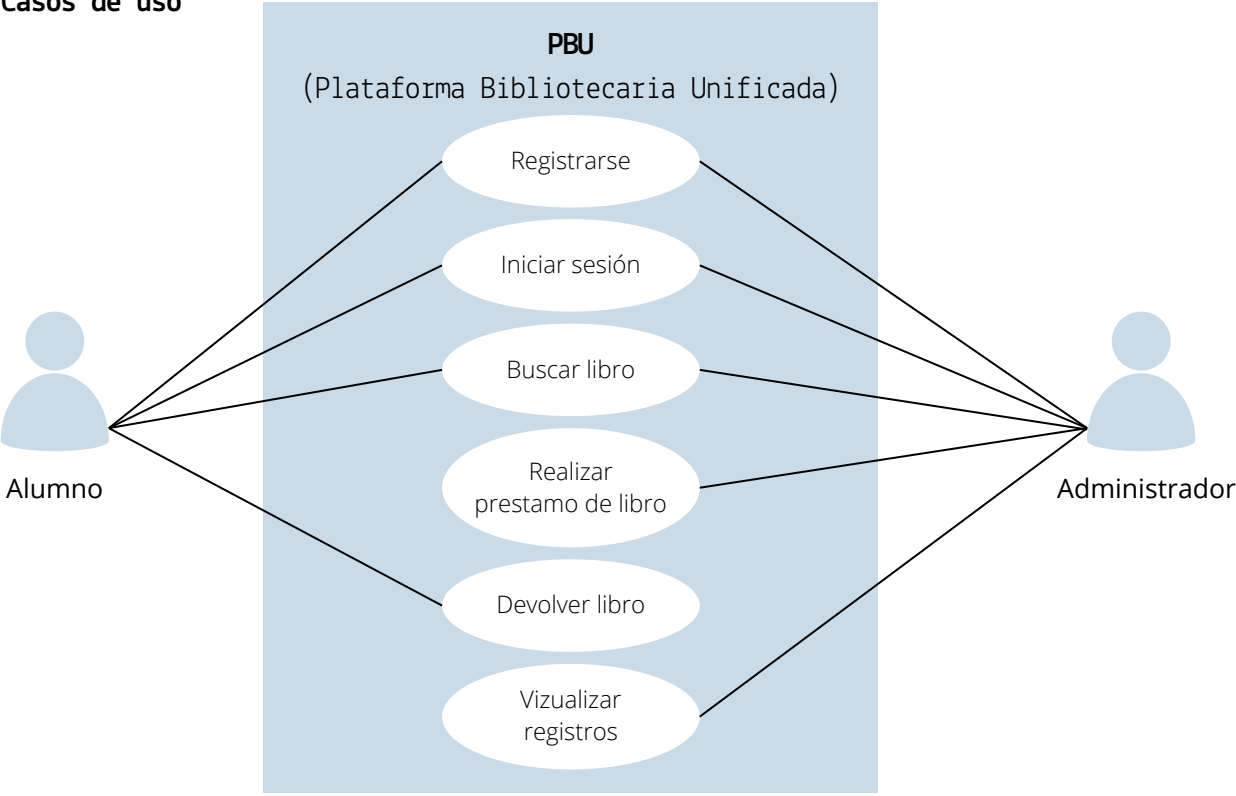 Casos de uso
PBU
(Plataforma Bibliotecaria Unificada)
Registrarse
Iniciar sesión
Buscar libro
Realizar
prestamo de libro
Alumno
Administrador
Devolver libro
Vizualizar
registros